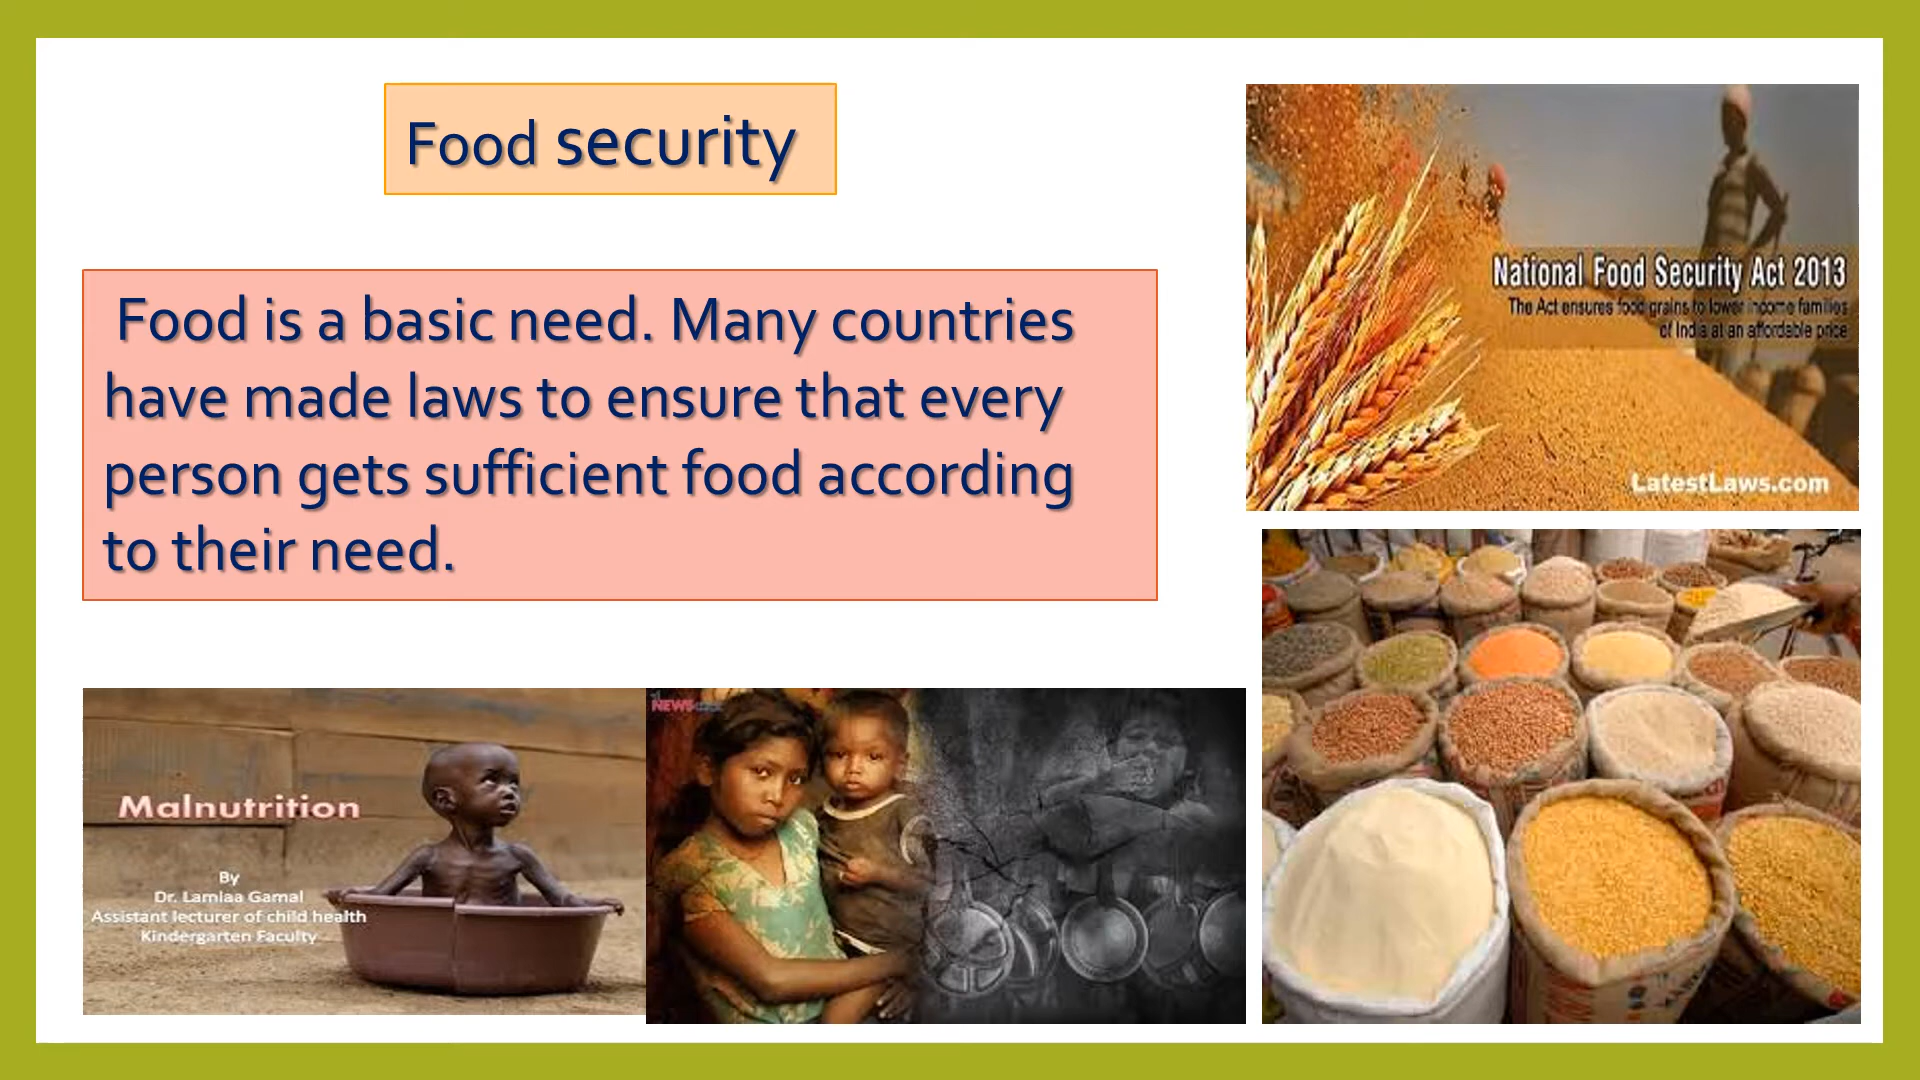 Food security
Food is a basic need. Many countries
have made laws to ensure that every
person gets sufficient food according
to their need.
National Food Security Act 2013
The Act ensures food grains to lower income families
of India at an affordable price
LatestLaws.com
Malnutrition
By
Dr. Lamiaa Gamal
Assistant lecturer of child health
Kindergarten Faculty
NEWS